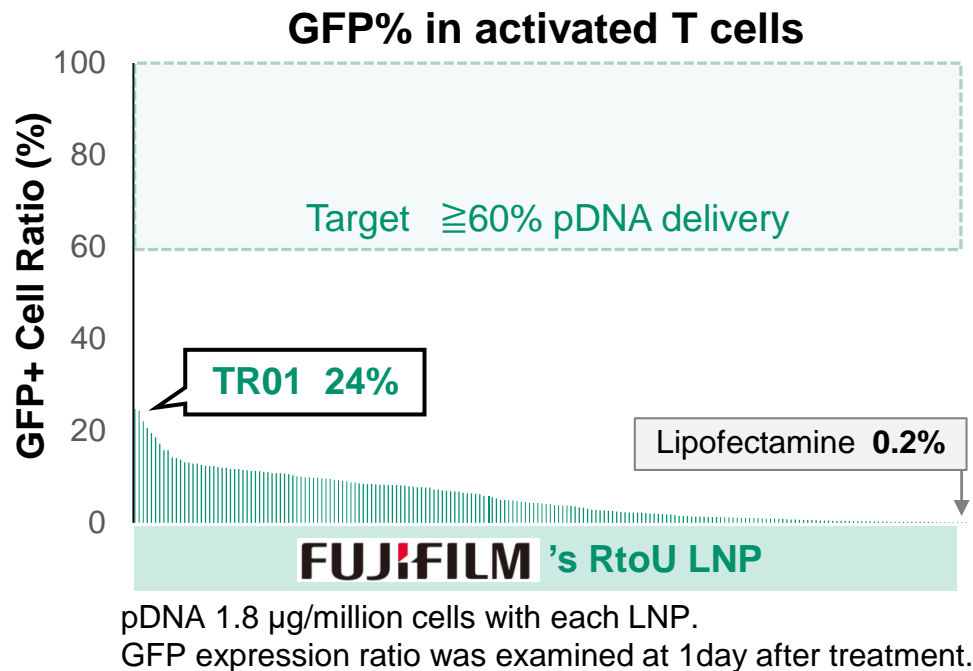 GFP% in activated T cells
GFP+ Cell Ratio (%)
100
80
60
40
20
0
Target ≧60% pDNA delivery
TR01 24%
Lipofectamine 0.2%
FUJIFILM 's RtoU LNP
pDNA 1.8 µg/million cells with each LNP.
GFP expression ratio was examined at 1day after treatment.